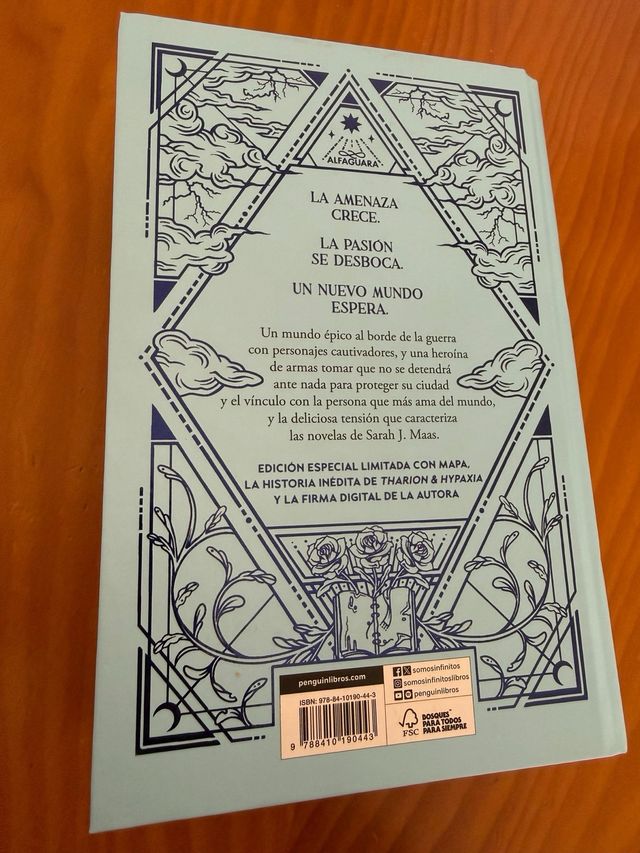 ALFAGUARA
LA AMENAZA
CRECE.
LA PASIÓN
SE DESBOCA.
UN NUEVO MUNDO
ESPERA.
Un mundo épico al borde de la guerra
con personajes cautivadores, y una heroína
de armas tomar que no se detendrá
ante nada para proteger su ciudad
y el vínculo con la persona que más ama del mundo,
y la deliciosa tensión que caracteriza
las novelas de Sarah J. Maas.
EDICIÓN ESPECIAL LIMITADA CON MAPA,
LA HISTORIA INÉDITA DE THARION & HYPAXIA
Y LA FIRMA DIGITAL DE LA AUTORA
penguinlibros.com
ISBN: 978-84-10190-44-3
9 788410 190443
somosinfinitos
somosinfinitoslibros
penguinlibros
FSC
BOSQUES
PARA TODOS
PARA SIEMPRE